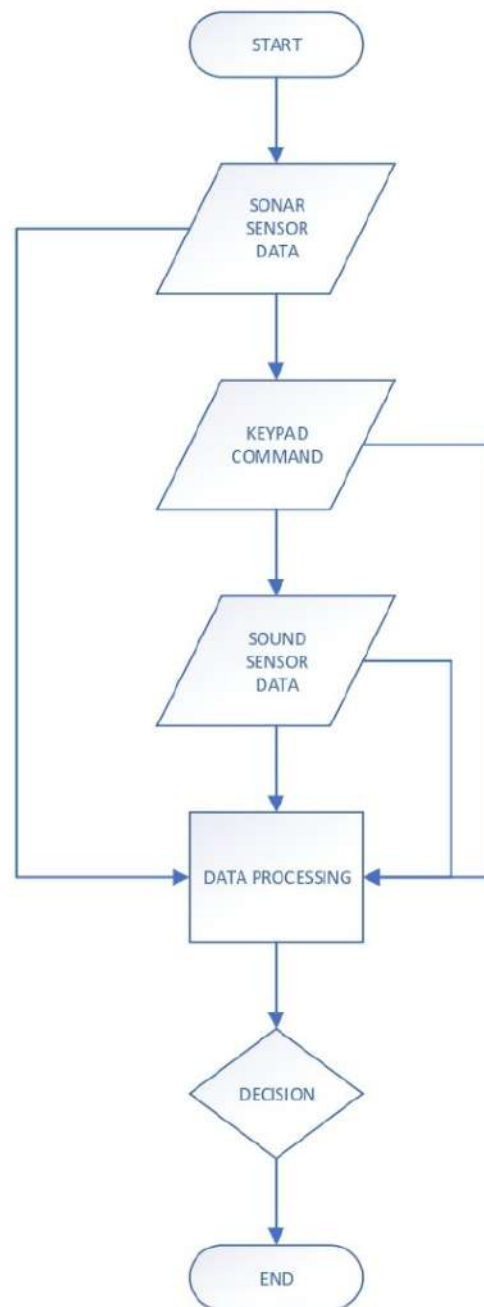 START
SONAR
SENSOR
DATA
KEYPAD
COMMAND
SOUND
SENSOR
DATA
DATA PROCESSING
DECISION
END